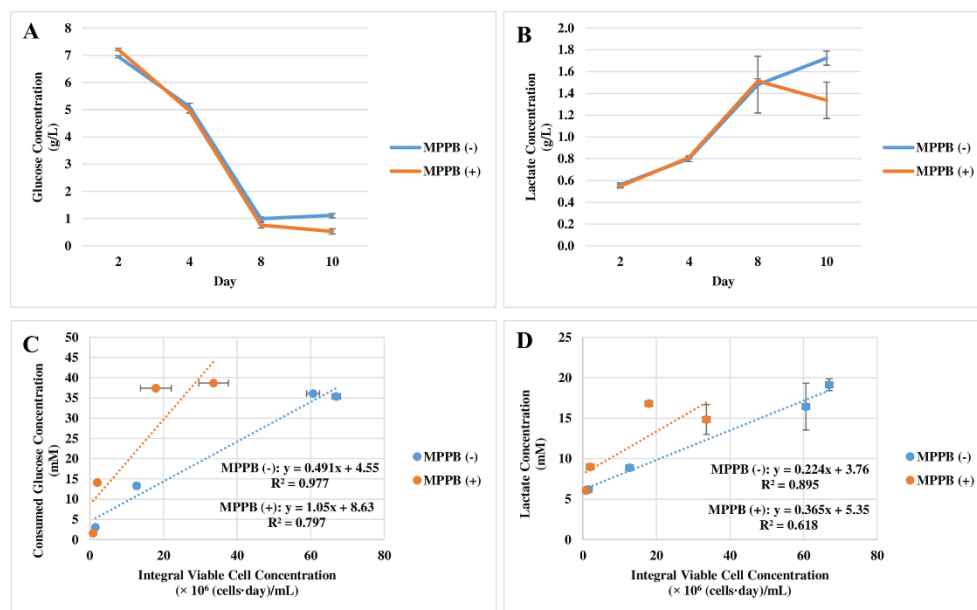 A
8
7
6
5
4
3
2
1
0
Glucose Concentration
(g/L)
2 4 8 10
Day
MPPB (-)
MPPB (+)
B
2.0
1.8
1.6
1.4
1.2
1.0
0.8
0.6
0.4
0.2
0.0
Lactate Concentration
(g/L)
2 4 8 10
Day
MPPB (-)
MPPB (+)
C
50
45
40
35
30
25
20
15
10
5
0
Consumed Glucose Concentration
(mM)
MPPB (-): y = 0.491x + 4.55
R² = 0.977
MPPB (+): y = 1.05x + 8.63
R² = 0.797
0 20 40 60 80
Integral Viable Cell Concentration
(× 10⁶ (cells·day)/mL)
MPPB (-)
MPPB (+)
D
25
20
15
10
5
0
Lactate Concentration
(mM)
MPPB (-): y = 0.224x + 3.76
R² = 0.895
MPPB (+): y = 0.365x + 5.35
R² = 0.618
0 20 40 60 80
Integral Viable Cell Concentration
(× 10⁶ (cells·day)/mL)
MPPB (-)
MPPB (+)